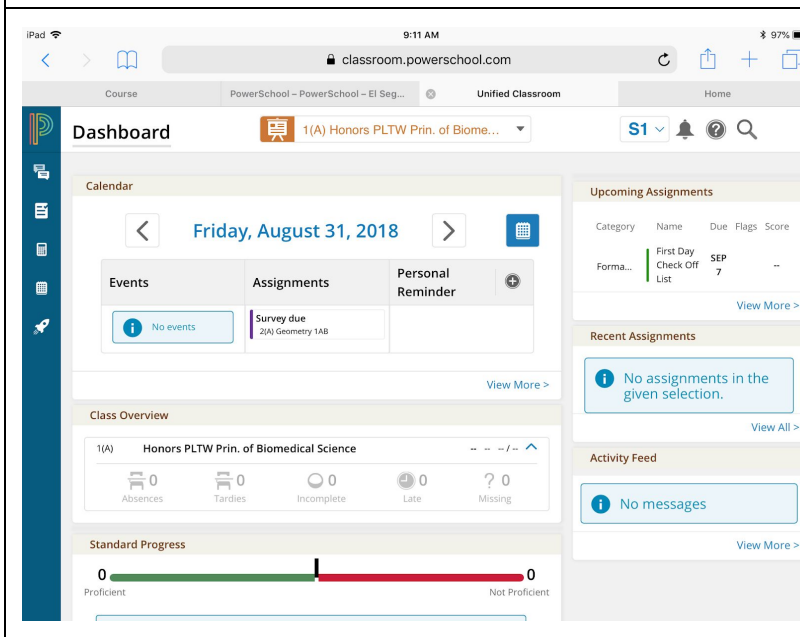 iPad 9:11 AM 97%
classroom.powerschool.com
Course PowerSchool – PowerSchool – El Seg... Unified Classroom Home
Dashboard 1(A) Honors PLTW Prin. of Biome... S1
Calendar
Friday, August 31, 2018
Events Assignments Personal Reminder
No events
Survey due
2(A) Geometry 1AB
View More >
Class Overview
1(A) Honors PLTW Prin. of Biomedical Science -- -- --/--
0 0 0 0 ? 0
Absences Tardies Incomplete Late Missing
Standard Progress
0 0
Proficient Not Proficient
Upcoming Assignments
Category Name Due Flags Score
Forma... First Day Check Off List SEP 7 --
View More >
Recent Assignments
No assignments in the
given selection.
View All >
Activity Feed
No messages
View More >